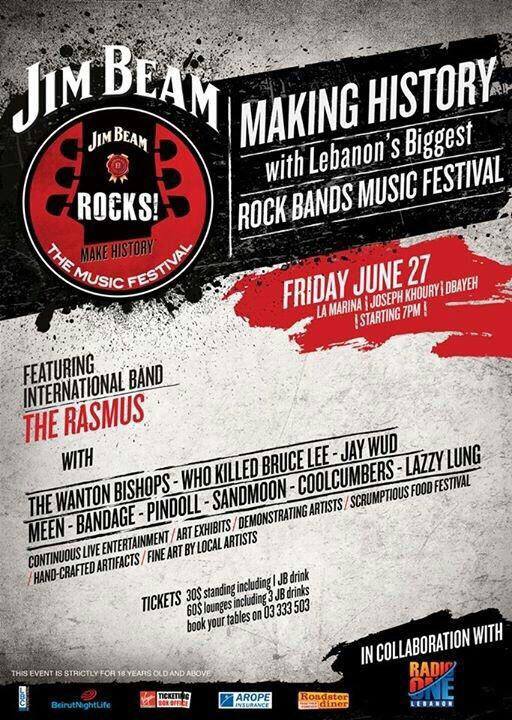 JIM BEAM
JIM BEAM
ROCKS!
MAKE HISTORY
THE MUSIC FESTIVAL
MAKING HISTORY
with Lebanon's Biggest
ROCK BANDS MUSIC FESTIVAL
FRIDAY JUNE 27
LA MARINA | JOSEPH KHOURY | DBAYEH
| STARTING 7PM |
FEATURING
INTERNATIONAL BAND
THE RASMUS
WITH
THE WANTON BISHOPS - WHO KILLED BRUCE LEE - JAY WUD
MEEN - BANDAGE - PINDOLL - SANDMOON - COOLCUMBERS - LAZZY LUNG
CONTINUOUS LIVE ENTERTAINMENT / ART EXHIBITS / DEMONSTRATING ARTISTS / SCRUMPTIOUS FOOD FESTIVAL
/ HAND-CRAFTED ARTIFACTS / FINE ART BY LOCAL ARTISTS
TICKETS 30$ standing including 1 JB drink
60$ lounges including 3 JB drinks
book your tables on 03 333 503
IN COLLABORATION WITH
RADIO
ONE
LEBANON
THIS EVENT IS STRICTLY FOR 18 YEARS OLD AND ABOVE
BeirutNightLife
Virgin
TICKETING
BOX OFFICE
AROPE
INSURANCE
Roadster
diner